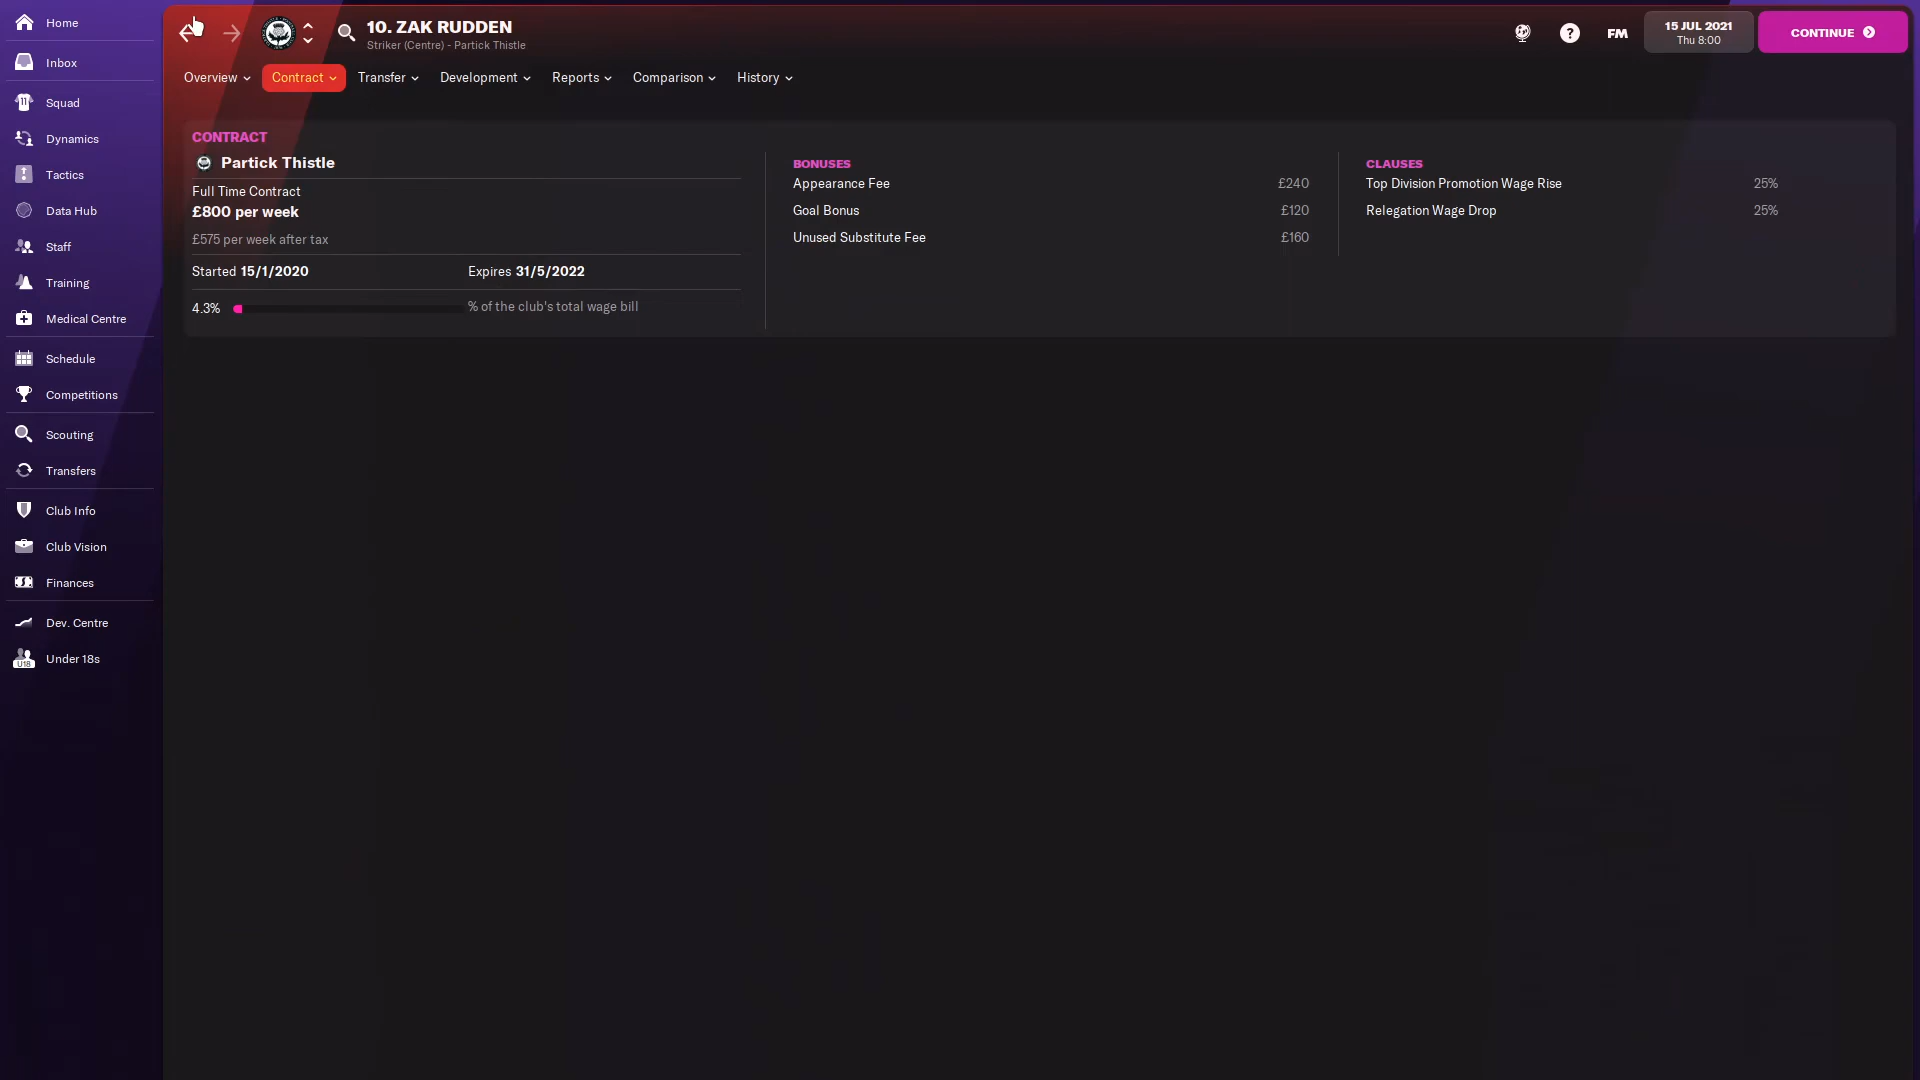 Home
Inbox
Squad
Dynamics
Tactics
Data Hub
Staff
Training
Medical Centre
Schedule
Competitions
Scouting
Transfers
Club Info
Club Vision
Finances
Dev. Centre
U18 Under 18s
10. ZAK RUDDEN
Striker (Centre) - Partick Thistle
? FM
15 JUL 2021
Thu 8:00
CONTINUE
Overview Contract Transfer Development Reports Comparison History
CONTRACT
Partick Thistle
Full Time Contract
£800 per week
£575 per week after tax
Started 15/1/2020 Expires 31/5/2022
4.3% % of the club's total wage bill
BONUSES
Appearance Fee £240
Goal Bonus £120
Unused Substitute Fee £160
CLAUSES
Top Division Promotion Wage Rise 25%
Relegation Wage Drop 25%